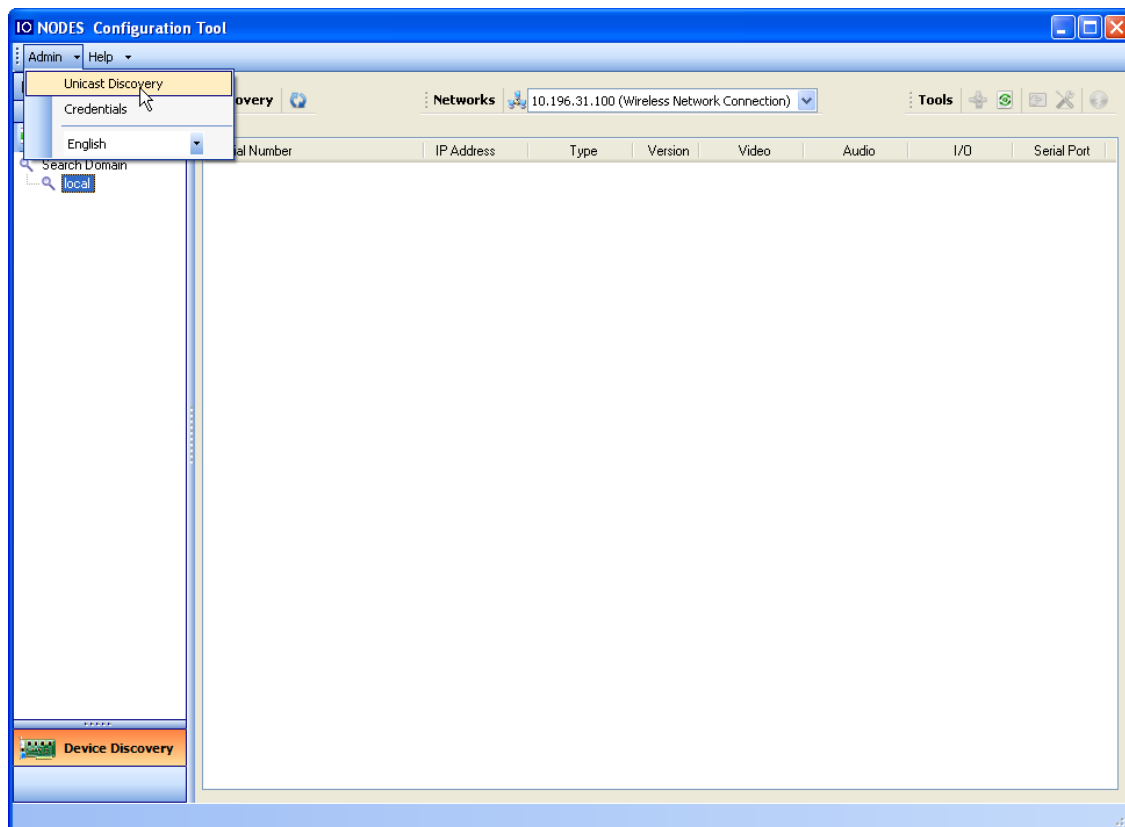 IO NODES Configuration Tool
Admin Help
Unicast Discovery
Credentials
English
overy
Networks 10.196.31.100 (Wireless Network Connection)
Tools
ial Number IP Address Type Version Video Audio I/O Serial Port
Search Domain
local
Device Discovery